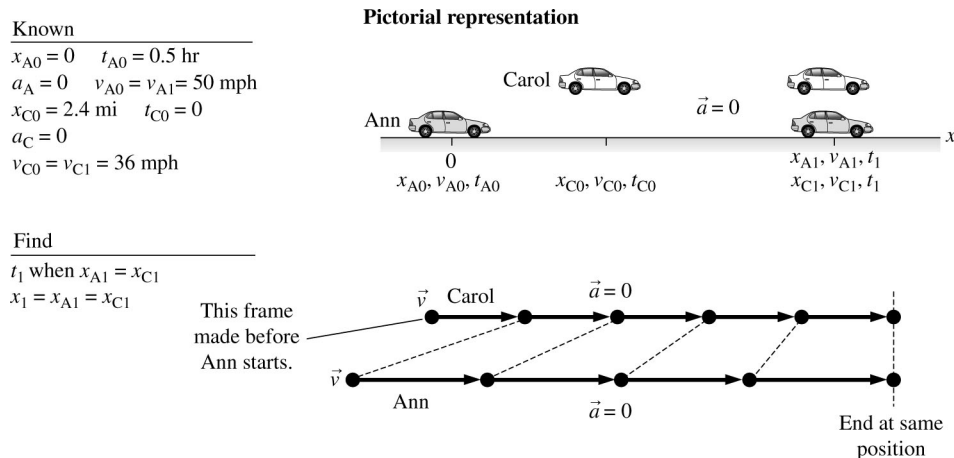 Pictorial representation
Known
x_A0 = 0 t_A0 = 0.5 hr
a_A = 0 v_A0 = v_A1 = 50 mph
x_C0 = 2.4 mi t_C0 = 0
a_C = 0
v_C0 = v_C1 = 36 mph
Carol
Ann
a⃗ = 0
x
0
x_A0, v_A0, t_A0
x_C0, v_C0, t_C0
x_A1, v_A1, t_1
x_C1, v_C1, t_1
Find
t_1 when x_A1 = x_C1
x_1 = x_A1 = x_C1
This frame
made before
Ann starts.
v⃗ Carol a⃗ = 0
v⃗ Ann a⃗ = 0
End at same
position